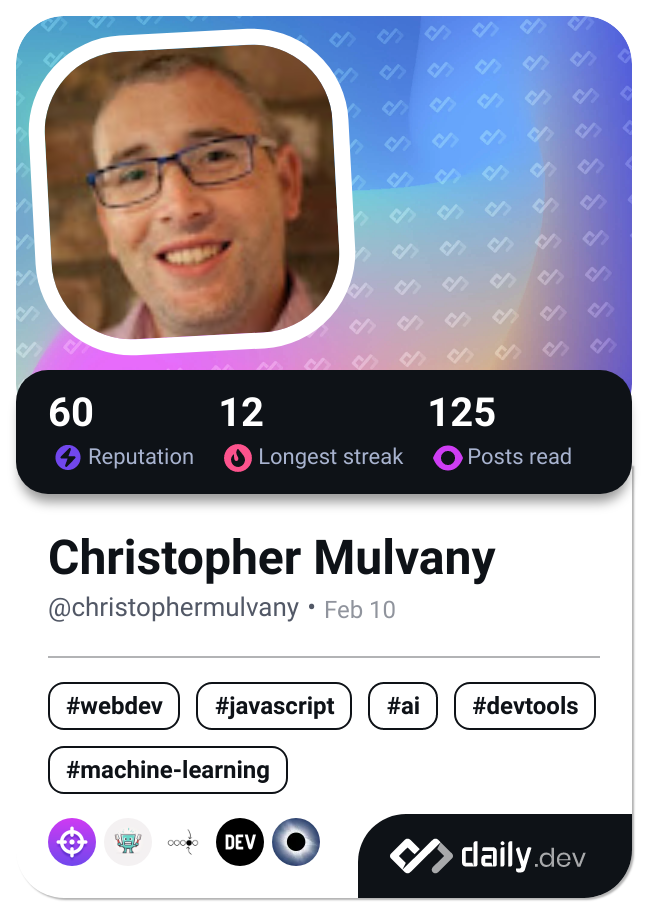 60 12 125
Reputation Longest streak Posts read
Christopher Mulvany
@christophermulvany • Feb 10
#webdev #javascript #ai #devtools
#machine-learning
DEV daily.dev